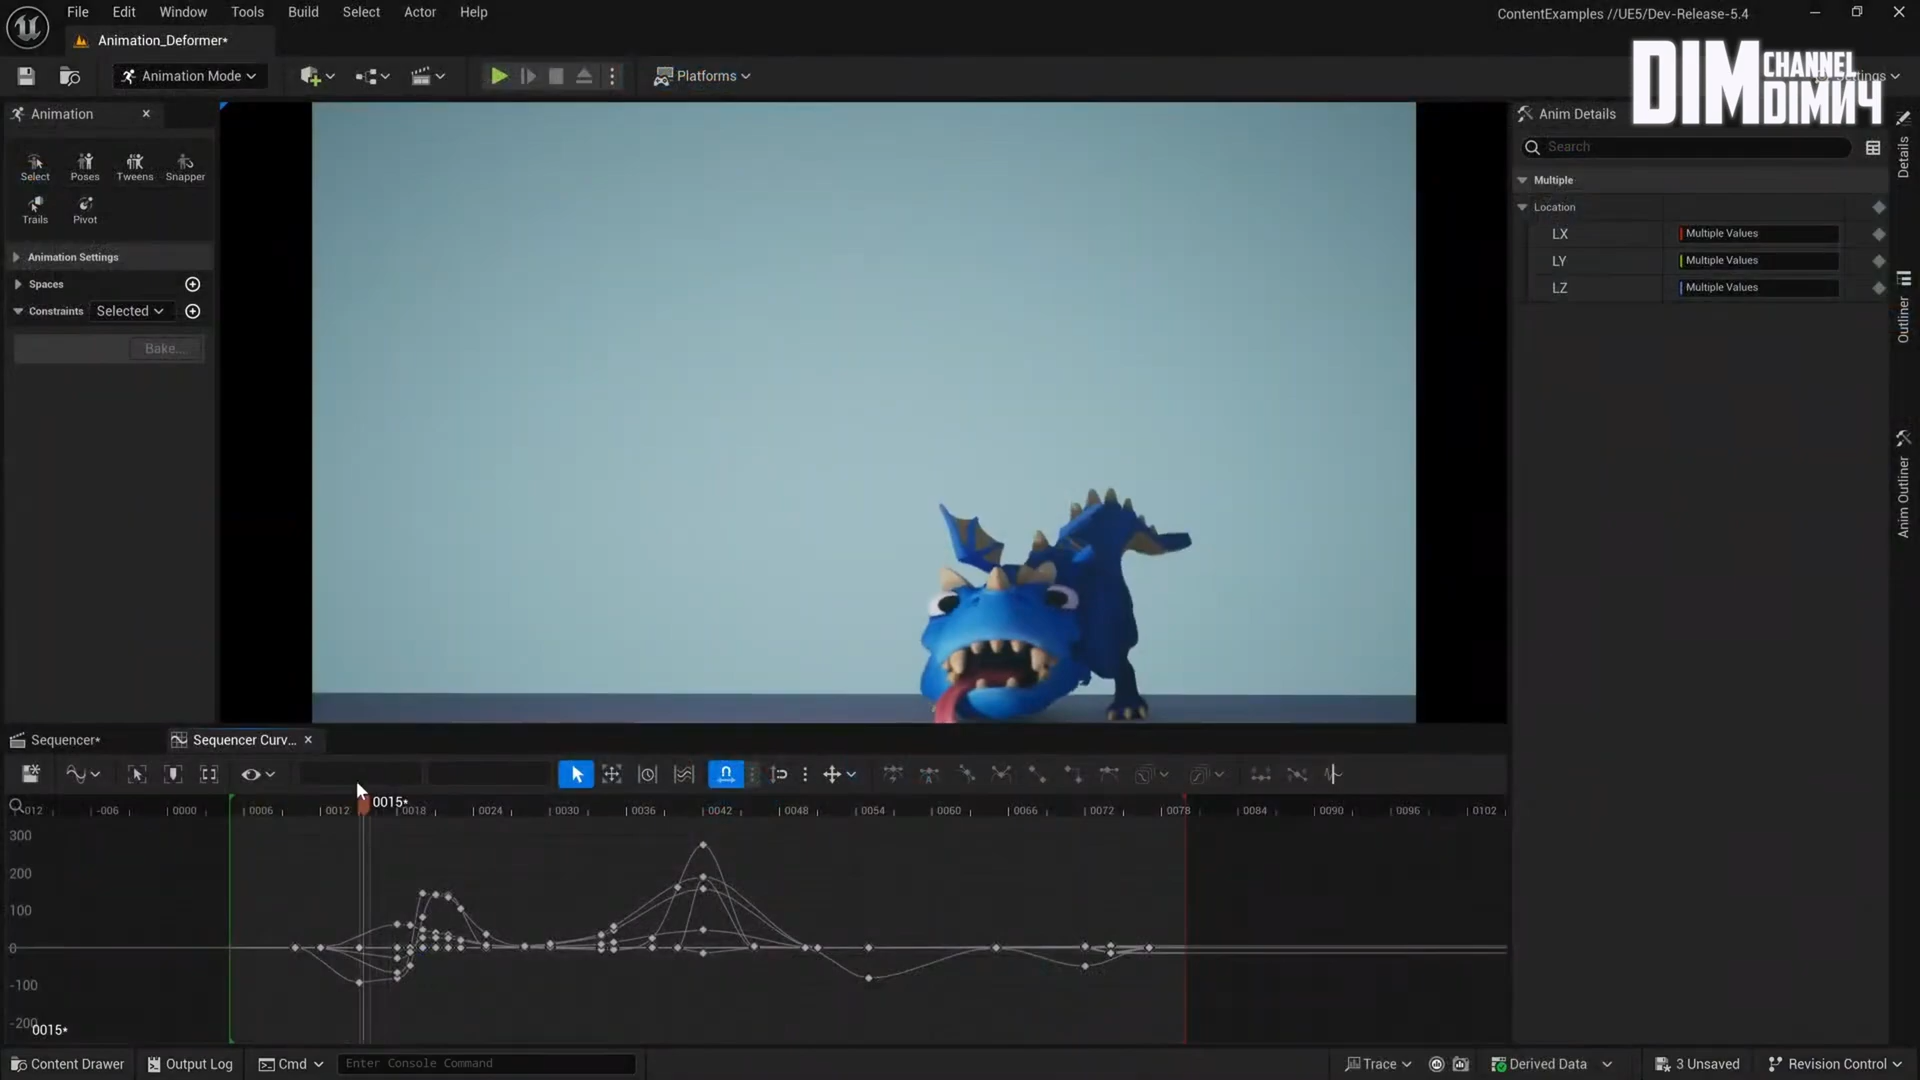 File Edit Window Tools Build Select Actor Help
ContentExamples //UE5/Dev-Release-5.4
Animation_Deformer*
Animation Mode
Platforms
Settings
DIM CHANNEL DIMN4
Animation
Select Poses Tweens Snapper
Trails Pivot
Animation Settings
Spaces
Constraints Selected
Bake...
Anim Details
Search
Multiple
Location
LX Multiple Values
LY Multiple Values
LZ Multiple Values
Details
Outliner
Anim Outliner
Sequencer*
Sequencer Curv...
0015*
-012 -006 0000 0006 0012 0018 0024 0030 0036 0042 0048 0054 0060 0066 0072 0078 0084 0090 0096 0102
300
200
100
0
-100
-200
0015*
Content Drawer Output Log Cmd Enter Console Command
Trace Derived Data 3 Unsaved Revision Control